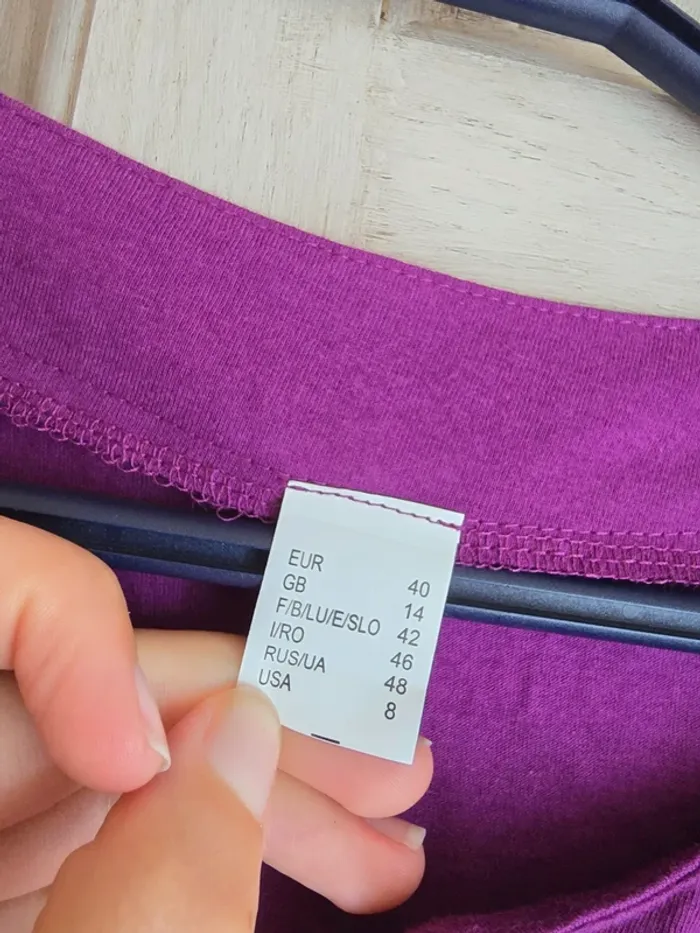 EUR 40
GB 14
F/B/LU/E/SLO 42
I/RO 46
RUS/UA 48
USA 8